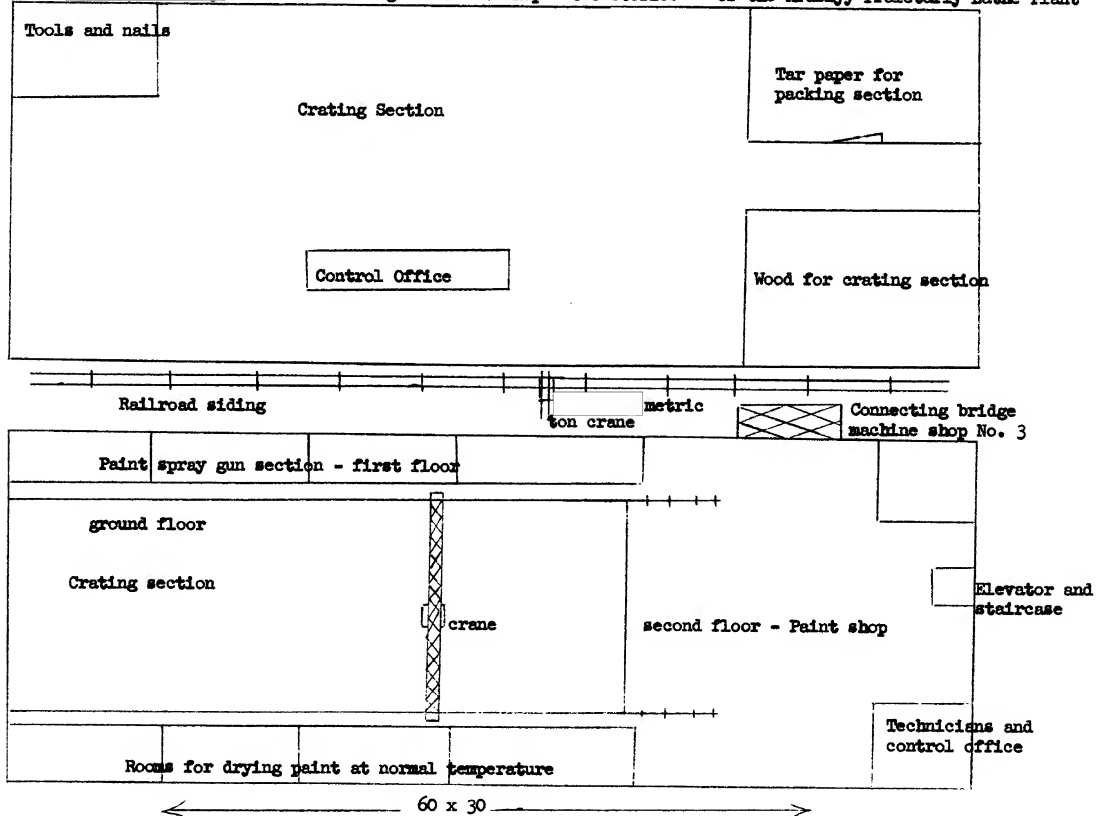 Lathe Plant
Tools and nails
Tar paper for
packing section
Crating Section
Control Office
Wood for crating section
Railroad siding
metric
ton crane
Connecting bridge
machine shop No. 3
Paint spray gun section - first floor
ground floor
Crating section
crane
second floor - Paint shop
Elevator and
staircase
Technicians and
control office
Rooms for drying paint at normal temperature
60 x 30